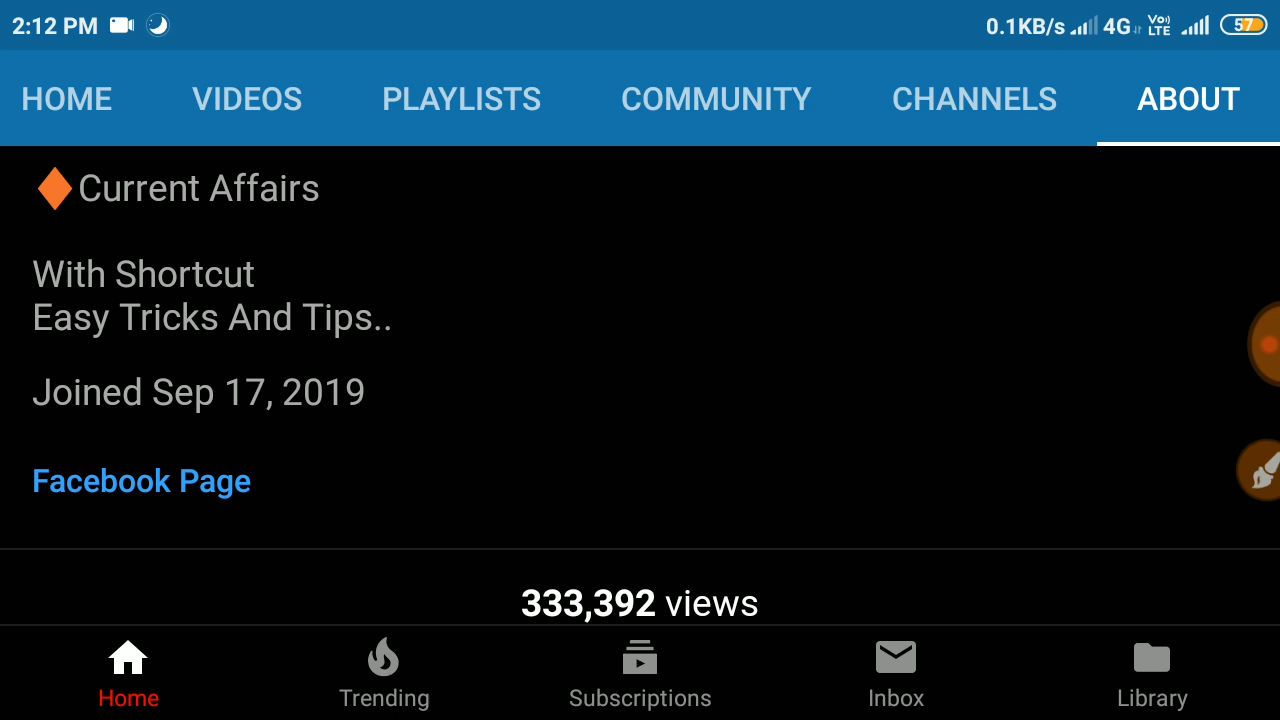 2:12 PM 0.1KB/s 4G Vo) LTE 57
HOME VIDEOS PLAYLISTS COMMUNITY CHANNELS ABOUT
Current Affairs
With Shortcut
Easy Tricks And Tips..
Joined Sep 17, 2019
Facebook Page
333,392 views
Home Trending Subscriptions Inbox Library